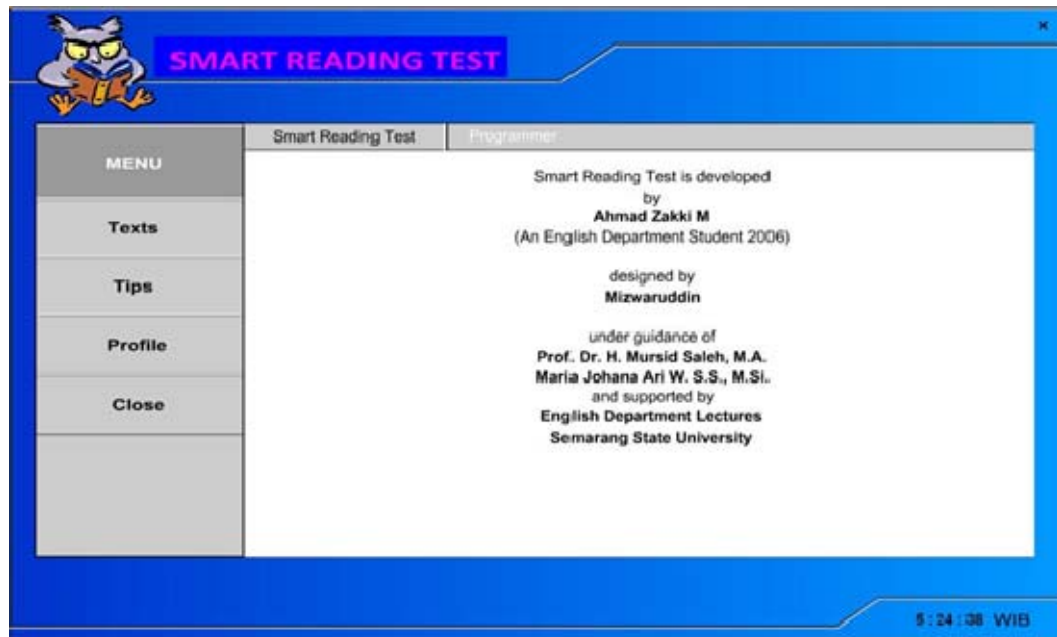 ×
SMART READING TEST
Smart Reading Test
Programmer
MENU
Texts
Tips
Profile
Close
Smart Reading Test is developed
by
Ahmad Zakki M
(An English Department Student 2006)
designed by
Mizwaruddin
under guidance of
Prof. Dr. H. Mursid Saleh, M.A.
Maria Johana Ari W. S.S., M.Si.
and supported by
English Department Lectures
Semarang State University
5:24:38 WIB